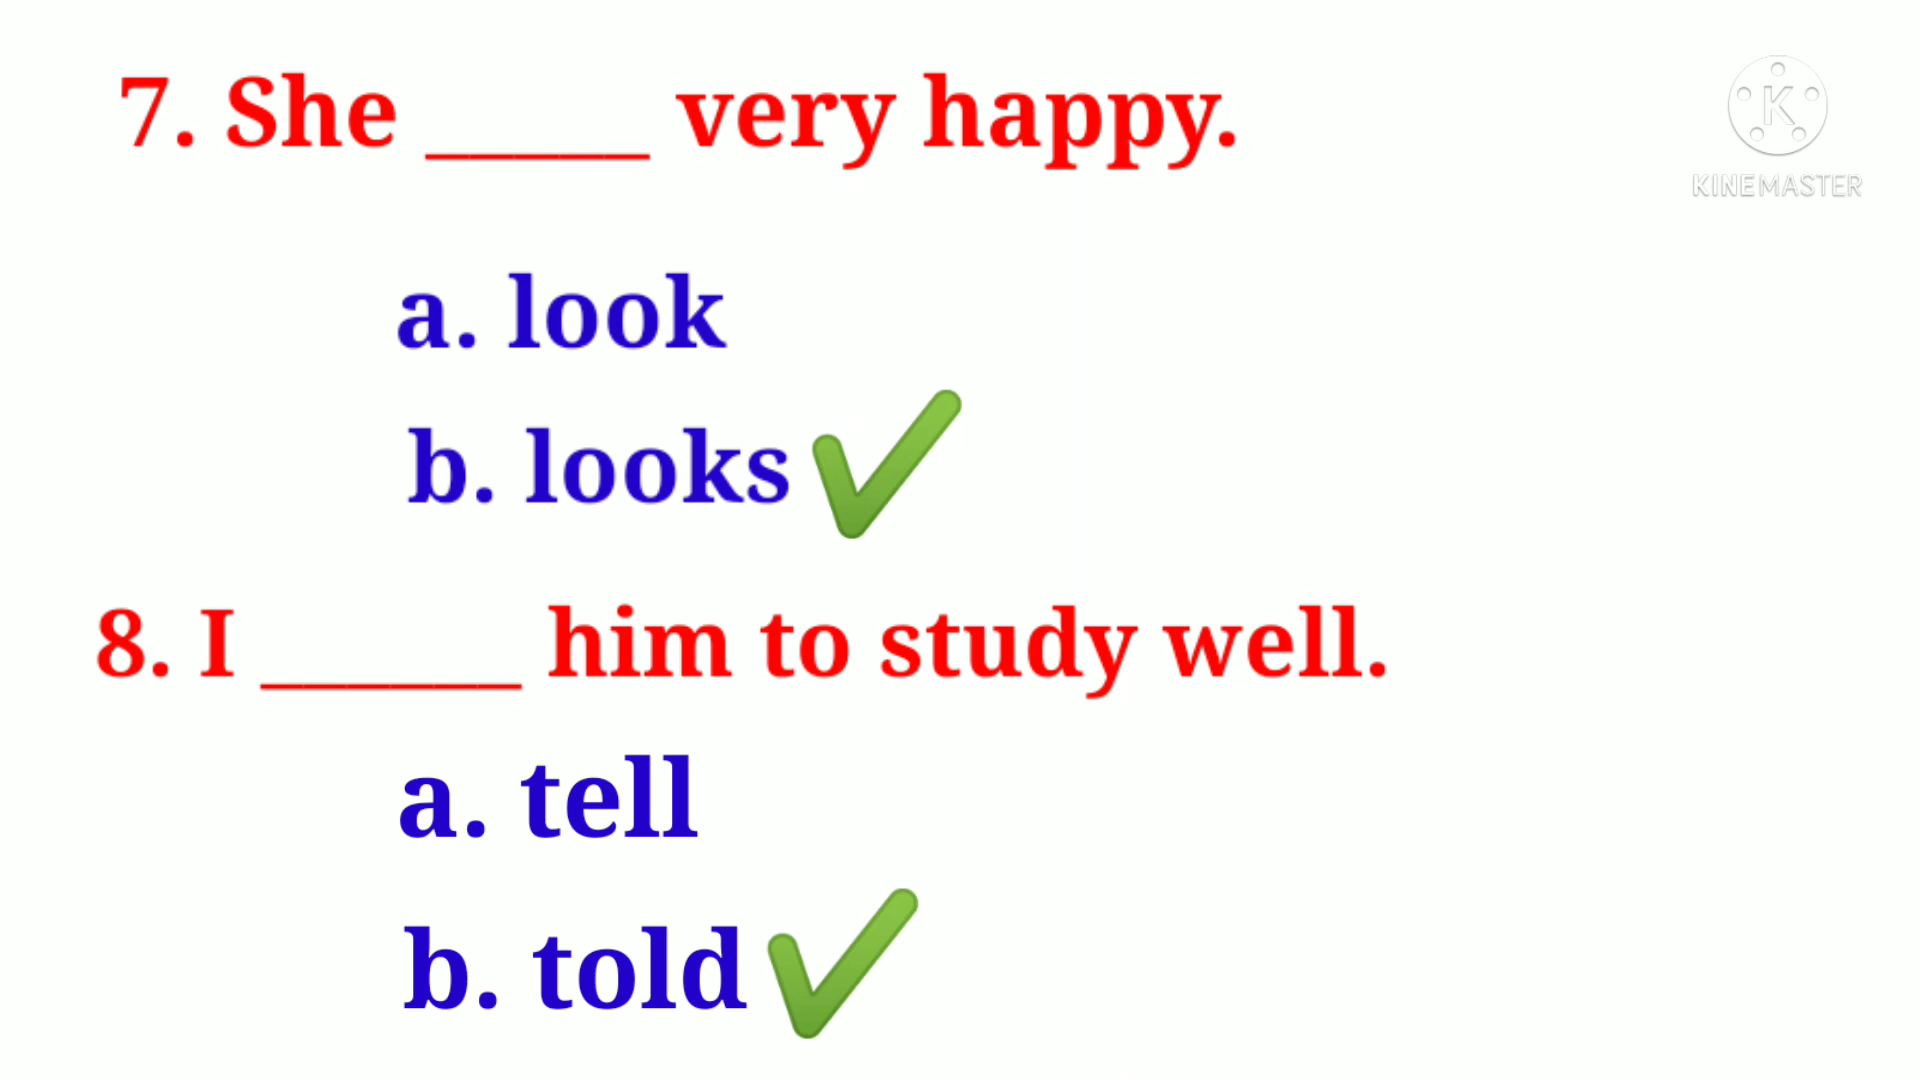 7. She _____ very happy.
KINEMASTER
a. look
b. looks
8. I ______ him to study well.
a. tell
b. told